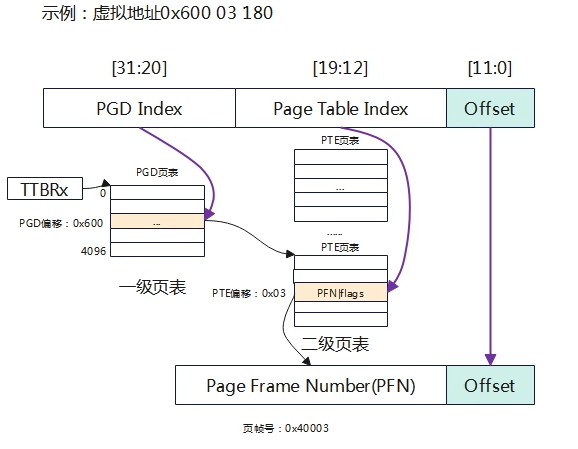 示例：虚拟地址0x600 03 180
[31:20]
[19:12]
[11:0]
PGD Index
Page Table Index
Offset
PTE页表
...
PGD页表
TTBRx
0
PGD偏移：0x600
...
4096
......
PTE页表
一级页表
PTE偏移：0x03
PFN|flags
二级页表
Page Frame Number(PFN)
Offset
页帧号：0x40003